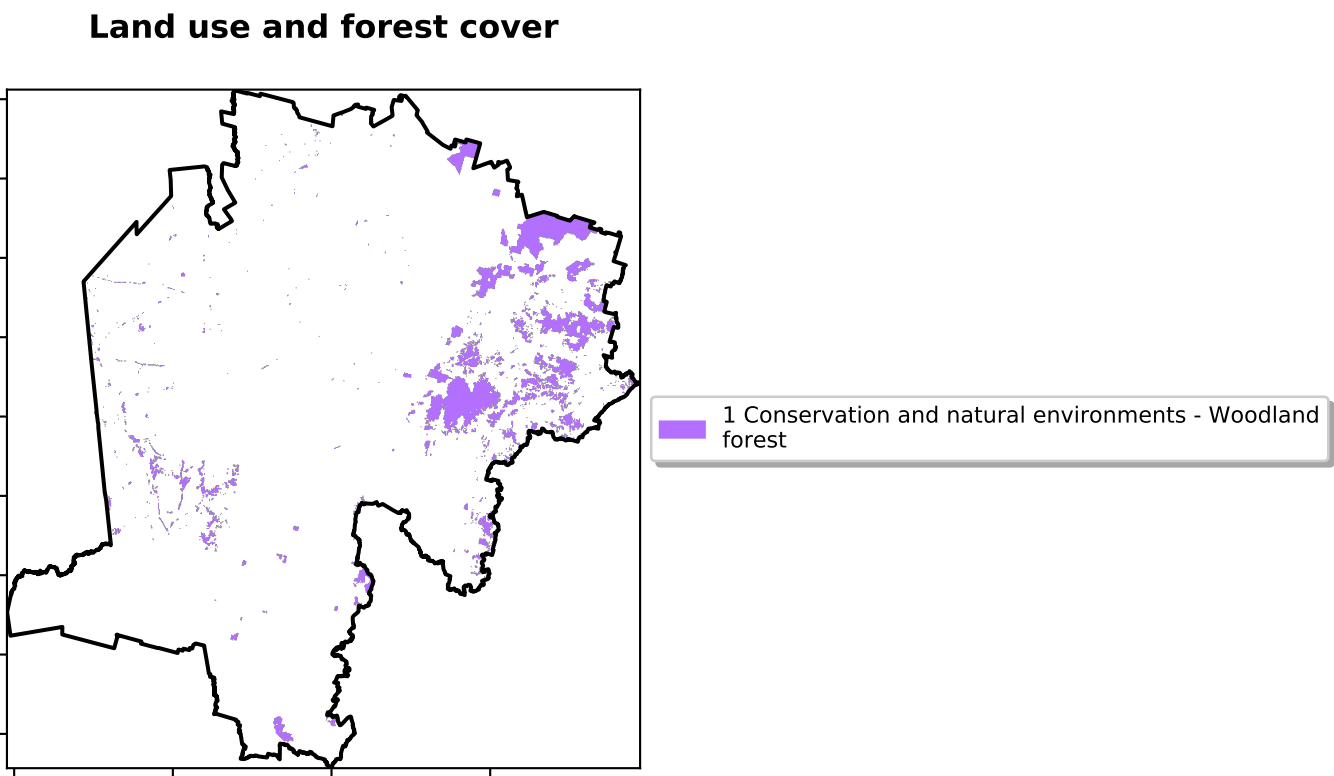 Land use and forest cover
1 Conservation and natural environments - Woodland
forest